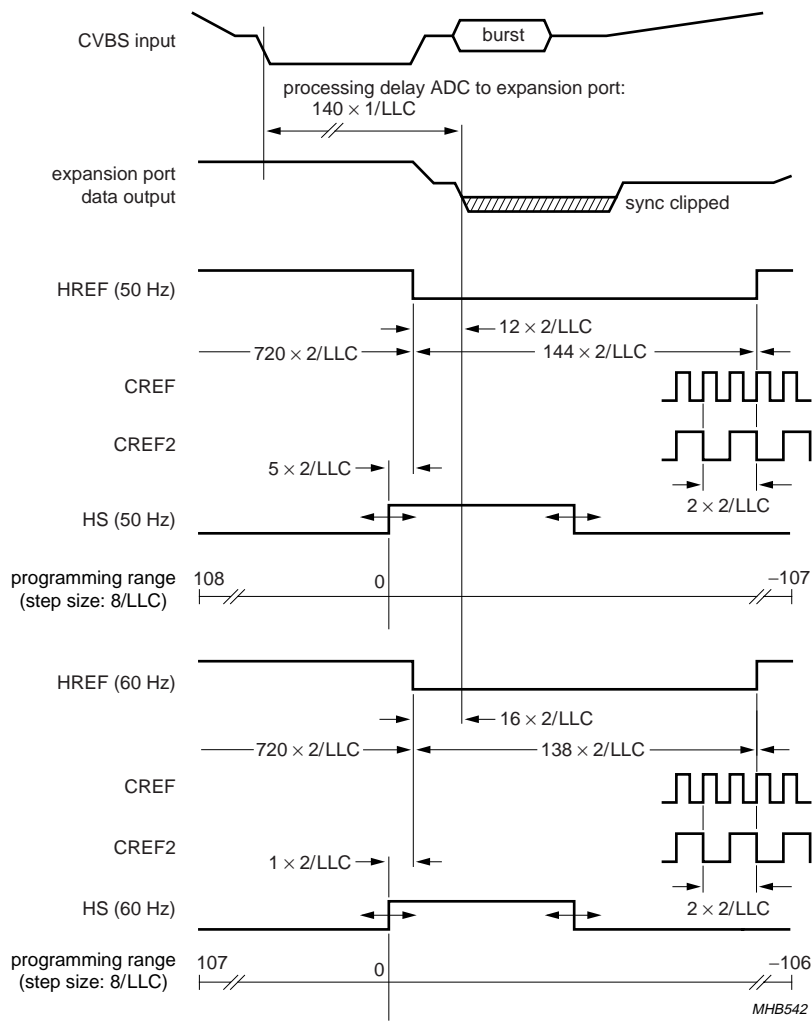 CVBS input
burst
processing delay ADC to expansion port:
140 × 1/LLC
expansion port
data output
sync clipped
HREF (50 Hz)
12 × 2/LLC
720 × 2/LLC
144 × 2/LLC
CREF
CREF2
5 × 2/LLC
2 × 2/LLC
HS (50 Hz)
programming range
(step size: 8/LLC)
108
0
−107
HREF (60 Hz)
16 × 2/LLC
720 × 2/LLC
138 × 2/LLC
CREF
CREF2
1 × 2/LLC
2 × 2/LLC
HS (60 Hz)
programming range
(step size: 8/LLC)
107
0
−106
MHB542